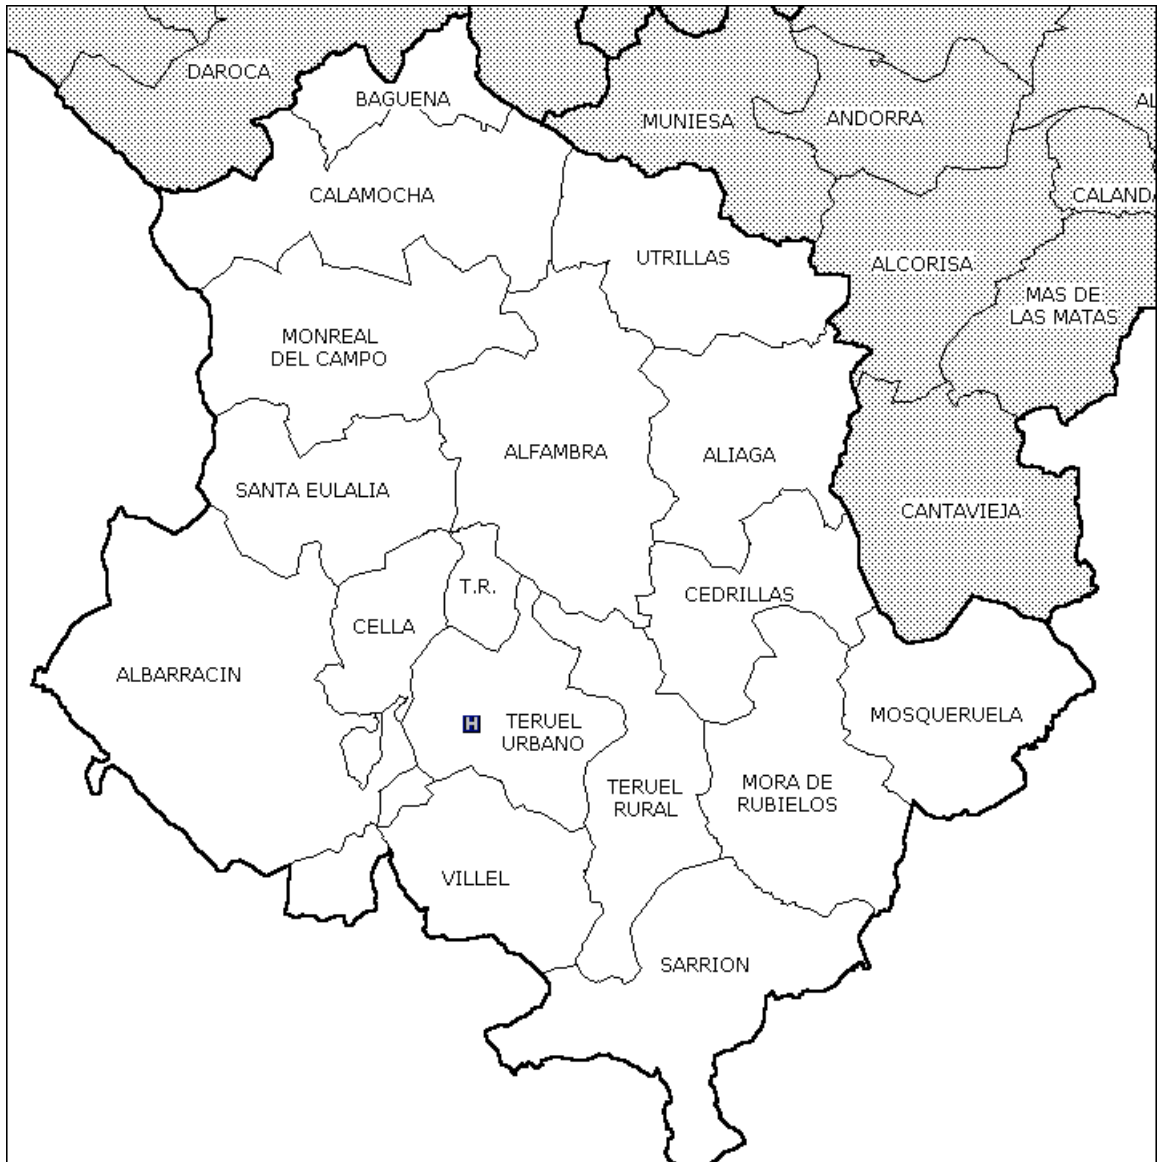 DAROCA
BAGUENA
MUNIESA
ANDORRA
AL
CALAMOCHA
CALANDA
UTRILLAS
ALCORISA
MAS DE
LAS MATAS
MONREAL
DEL CAMPO
ALFAMBRA
ALIAGA
SANTA EULALIA
CANTAVIEJA
T.R.
CEDRILLAS
CELLA
ALBARRACIN
MOSQUERUELA
H
TERUEL
URBANO
TERUEL
RURAL
MORA DE
RUBIELOS
VILLEL
SARRION